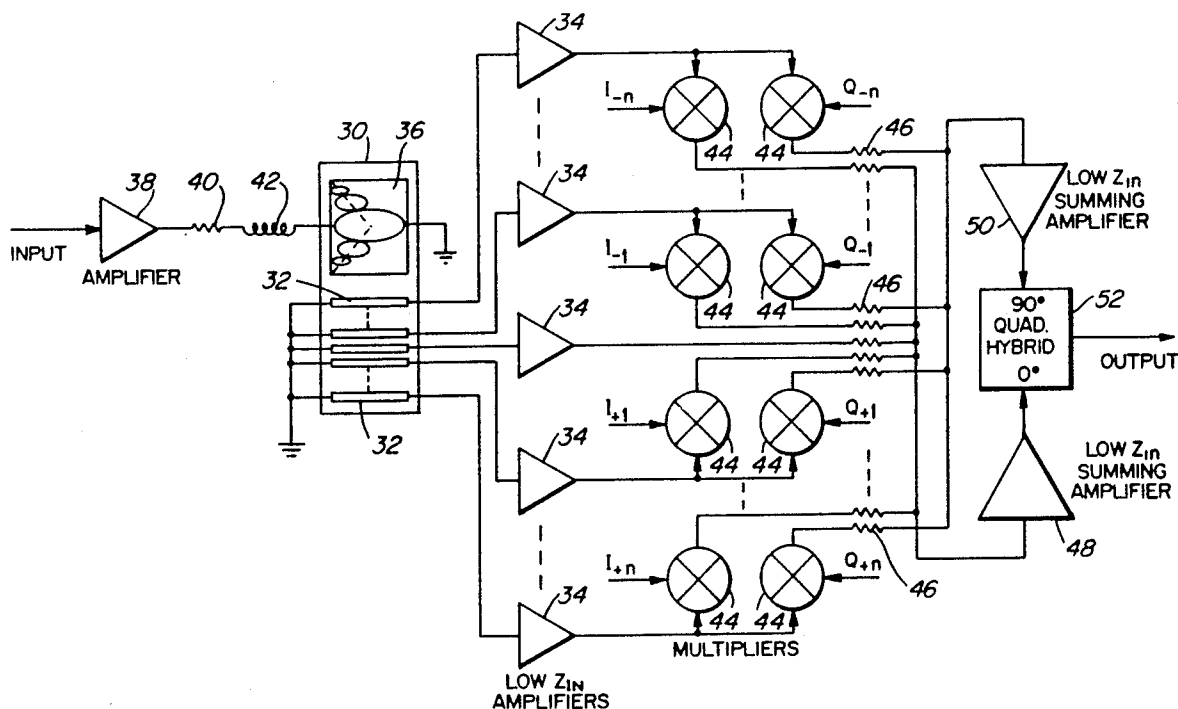 34
I-n
Q-n
44
44
46
30
36
38
40
42
INPUT
AMPLIFIER
34
I-1
Q-1
44
44
46
LOW ZIN
SUMMING
AMPLIFIER
50
32
34
90°
QUAD.
HYBRID
0°
52
OUTPUT
32
34
I+1
Q+1
44
44
LOW ZIN
SUMMING
AMPLIFIER
48
34
I+n
Q+n
44
44
46
MULTIPLIERS
LOW ZIN
AMPLIFIERS